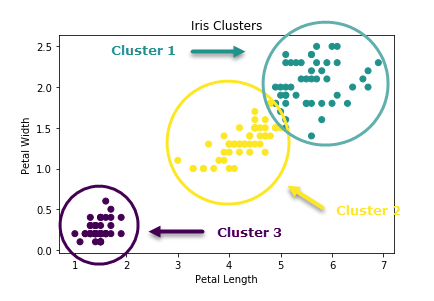 Iris Clusters
2.5
2.0
1.5
1.0
0.5
0.0
Petal Width
Cluster 1
Cluster 2
Cluster 3
1
2
3
4
5
6
7
Petal Length